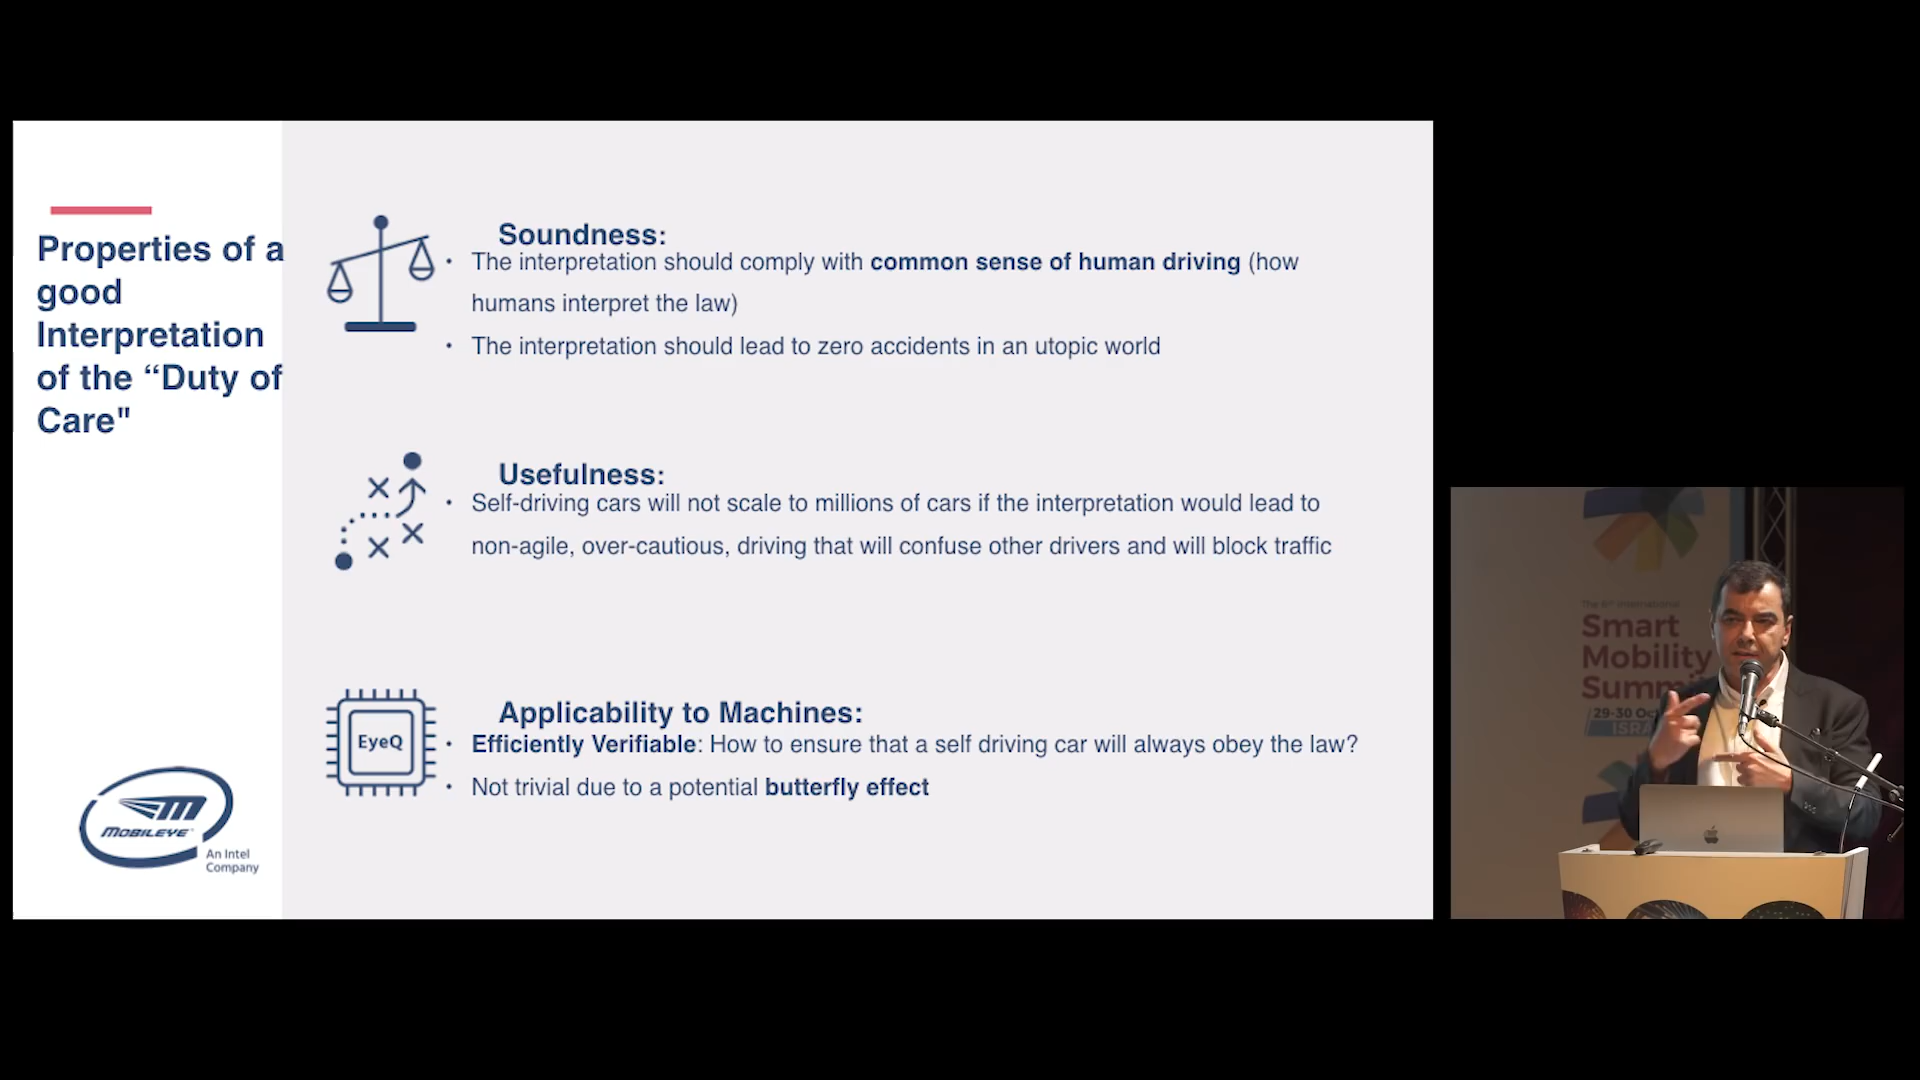 Properties of a
good
Interpretation
of the “Duty of
Care"
Soundness:
• The interpretation should comply with common sense of human driving (how
humans interpret the law)
• The interpretation should lead to zero accidents in an utopic world
Usefulness:
• Self-driving cars will not scale to millions of cars if the interpretation would lead to
non-agile, over-cautious, driving that will confuse other drivers and will block traffic
EyeQ
Applicability to Machines:
• Efficiently Verifiable: How to ensure that a self driving car will always obey the law?
• Not trivial due to a potential butterfly effect
MOBILEYE
An Intel
Company
The 6th International
Smart
Mobility
Summi
29-30 Oc
ISRA